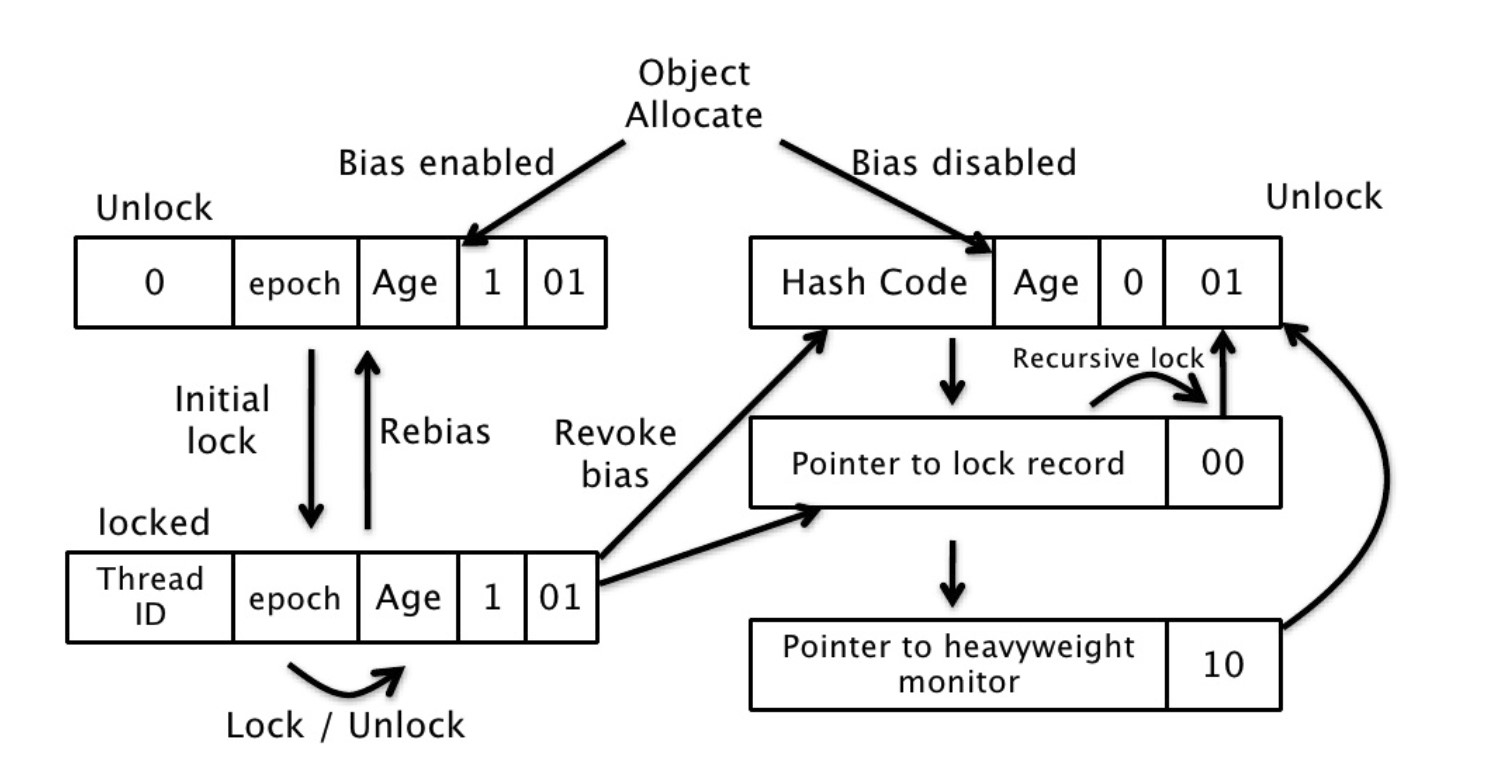 Object
Allocate
Bias enabled
Bias disabled
Unlock
Unlock
0 epoch Age 1 01
Hash Code Age 0 01
Initial
lock
Rebias
Recursive lock
Revoke
bias
Pointer to lock record 00
locked
Thread
ID epoch Age 1 01
Pointer to heavyweight
monitor 10
Lock / Unlock